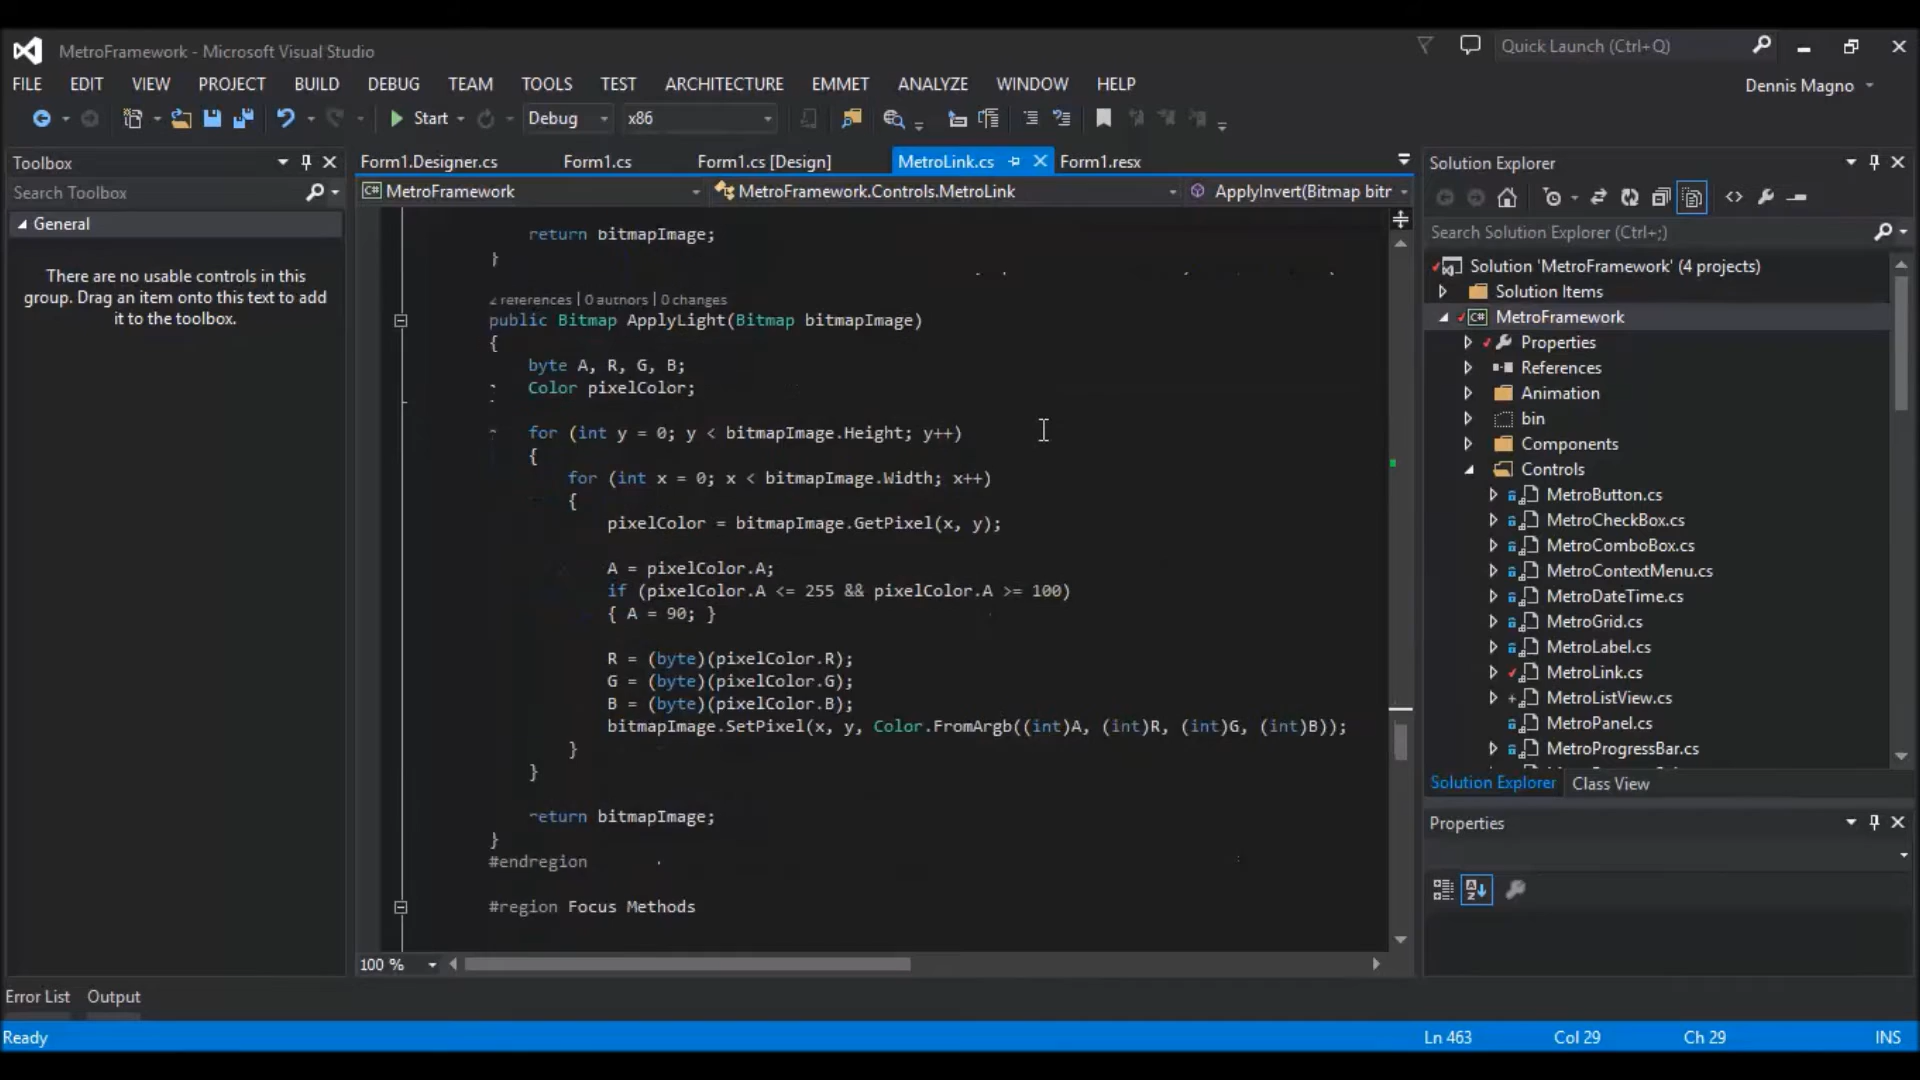 MetroFramework - Microsoft Visual Studio
Quick Launch (Ctrl+Q)
FILE EDIT VIEW PROJECT BUILD DEBUG TEAM TOOLS TEST ARCHITECTURE EMMET ANALYZE WINDOW HELP
Dennis Magno
Start Debug x86
Toolbox
Search Toolbox
General
There are no usable controls in this
group. Drag an item onto this text to add
it to the toolbox.
Form1.Designer.cs Form1.cs Form1.cs [Design] MetroLink.cs Form1.resx
C# MetroFramework MetroFramework.Controls.MetroLink ApplyInvert(Bitmap bitr
return bitmapImage;
}
2 references | 0 authors | 0 changes
public Bitmap ApplyLight(Bitmap bitmapImage)
{
byte A, R, G, B;
Color pixelColor;
for (int y = 0; y < bitmapImage.Height; y++)
{
for (int x = 0; x < bitmapImage.Width; x++)
{
pixelColor = bitmapImage.GetPixel(x, y);
A = pixelColor.A;
if (pixelColor.A <= 255 && pixelColor.A >= 100)
{ A = 90; }
R = (byte)(pixelColor.R);
G = (byte)(pixelColor.G);
B = (byte)(pixelColor.B);
bitmapImage.SetPixel(x, y, Color.FromArgb((int)A, (int)R, (int)G, (int)B));
}
}
return bitmapImage;
}
#endregion
#region Focus Methods
100 %
Solution Explorer
Search Solution Explorer (Ctrl+;)
Solution 'MetroFramework' (4 projects)
Solution Items
C# MetroFramework
Properties
References
Animation
bin
Components
Controls
MetroButton.cs
MetroCheckBox.cs
MetroComboBox.cs
MetroContextMenu.cs
MetroDateTime.cs
MetroGrid.cs
MetroLabel.cs
MetroLink.cs
MetroListView.cs
MetroPanel.cs
MetroProgressBar.cs
Solution Explorer Class View
Properties
Error List Output
Ready Ln 463 Col 29 Ch 29 INS